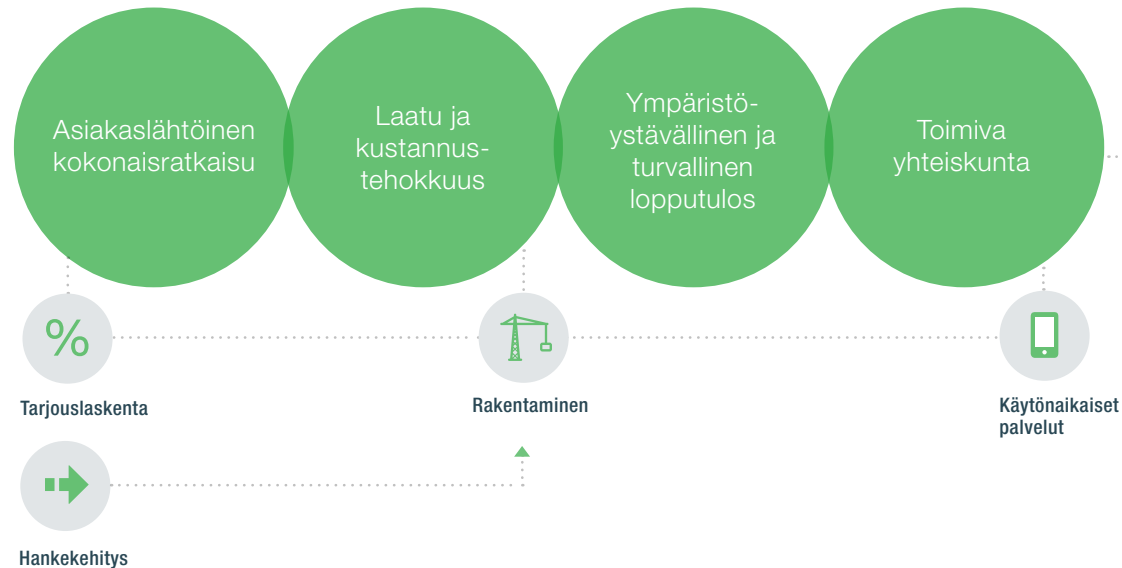 Asiakaslähtöinen
kokonaisratkaisu
Laatu ja
kustannus-
tehokkuus
Ympäristö-
ystävällinen ja
turvallinen
lopputulos
Toimiva
yhteiskunta
%
Tarjouslaskenta
Rakentaminen
Käytönaikaiset
palvelut
Hankekehitys